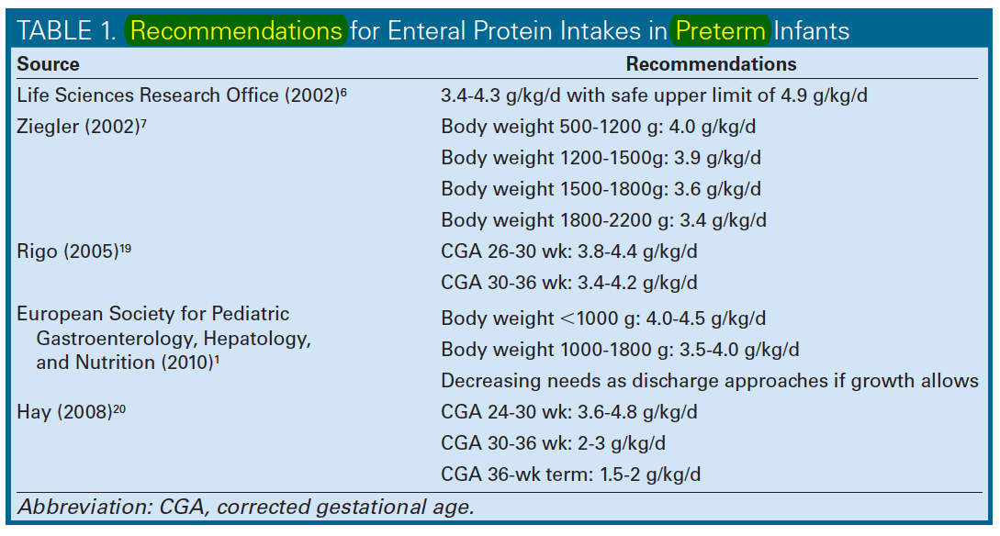 TABLE 1. Recommendations for Enteral Protein Intakes in Preterm Infants
Source Recommendations
Life Sciences Research Office (2002)⁶ 3.4-4.3 g/kg/d with safe upper limit of 4.9 g/kg/d
Ziegler (2002)⁷ Body weight 500-1200 g: 4.0 g/kg/d
Body weight 1200-1500g: 3.9 g/kg/d
Body weight 1500-1800g: 3.6 g/kg/d
Body weight 1800-2200 g: 3.4 g/kg/d
Rigo (2005)¹⁹ CGA 26-30 wk: 3.8-4.4 g/kg/d
CGA 30-36 wk: 3.4-4.2 g/kg/d
European Society for Pediatric Body weight <1000 g: 4.0-4.5 g/kg/d
Gastroenterology, Hepatology, Body weight 1000-1800 g: 3.5-4.0 g/kg/d
and Nutrition (2010)¹ Decreasing needs as discharge approaches if growth allows
Hay (2008)²⁰ CGA 24-30 wk: 3.6-4.8 g/kg/d
CGA 30-36 wk: 2-3 g/kg/d
CGA 36-wk term: 1.5-2 g/kg/d
Abbreviation: CGA, corrected gestational age.